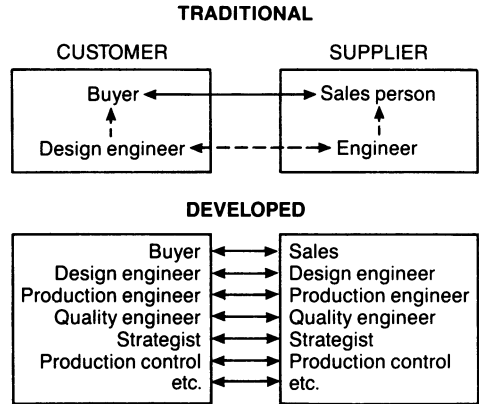 TRADITIONAL
CUSTOMER SUPPLIER
Buyer Sales person
Design engineer Engineer
DEVELOPED
Buyer Sales
Design engineer Design engineer
Production engineer Production engineer
Quality engineer Quality engineer
Strategist Strategist
Production control Production control
etc. etc.